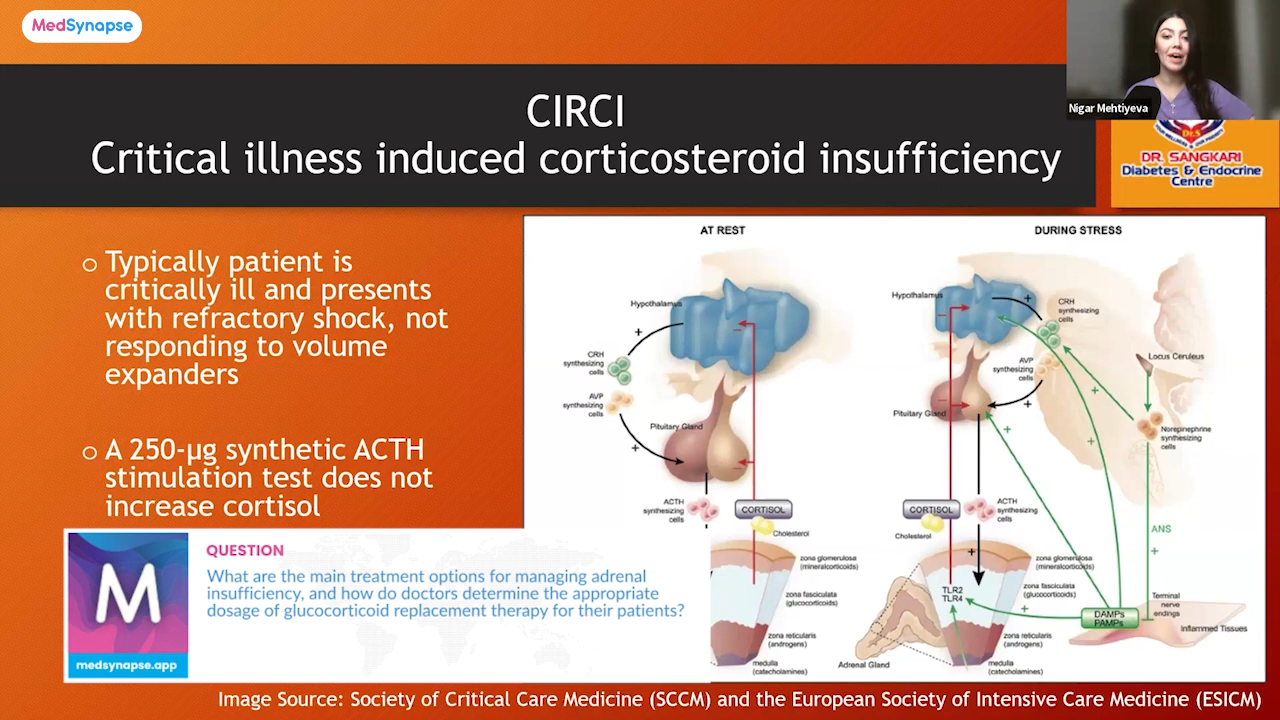 MedSynapse
Nigar Mehtiyeva
CIRCI
Critical illness induced corticosteroid insufficiency
Dr.S
DR. SANGKARI
Diabetes & Endocrine
Centre
o Typically patient is
critically ill and presents
with refractory shock, not
responding to volume
expanders
o A 250-µg synthetic ACTH
stimulation test does not
increase cortisol
AT REST
Hypothalamus
+
−
CRH
synthesizing
cells
AVP
synthesizing
cells
Pituitary Gland
+
−
ACTH
synthesizing
cells
CORTISOL
Cholesterol
zona glomerulosa
(mineralcorticoids)
zona fasciculata
(glucocorticoids)
zona reticularis
(androgens)
medulla
(catecholamines)
DURING STRESS
Hypothalamus
−
+
CRH
synthesizing
cells
AVP
synthesizing
cells
+
Locus Ceruleus
+
Pituitary Gland
−
+
+
Norepinephrine
synthesizing
cells
CORTISOL
ACTH
synthesizing
cells
Cholesterol
ANS
+
+
zona glomerulosa
(mineralcorticoids)
TLR2
TLR4
zona fasciculata
(glucocorticoids)
+
DAMPs
PAMPs
Terminal
nerve
endings
Inflammed Tissues
zona reticularis
(androgens)
Adrenal Gland
medulla
(catecholamines)
M
medsynapse.app
QUESTION
What are the main treatment options for managing adrenal
insufficiency, and how do doctors determine the appropriate
dosage of glucocorticoid replacement therapy for their patients?
Image Source: Society of Critical Care Medicine (SCCM) and the European Society of Intensive Care Medicine (ESICM)